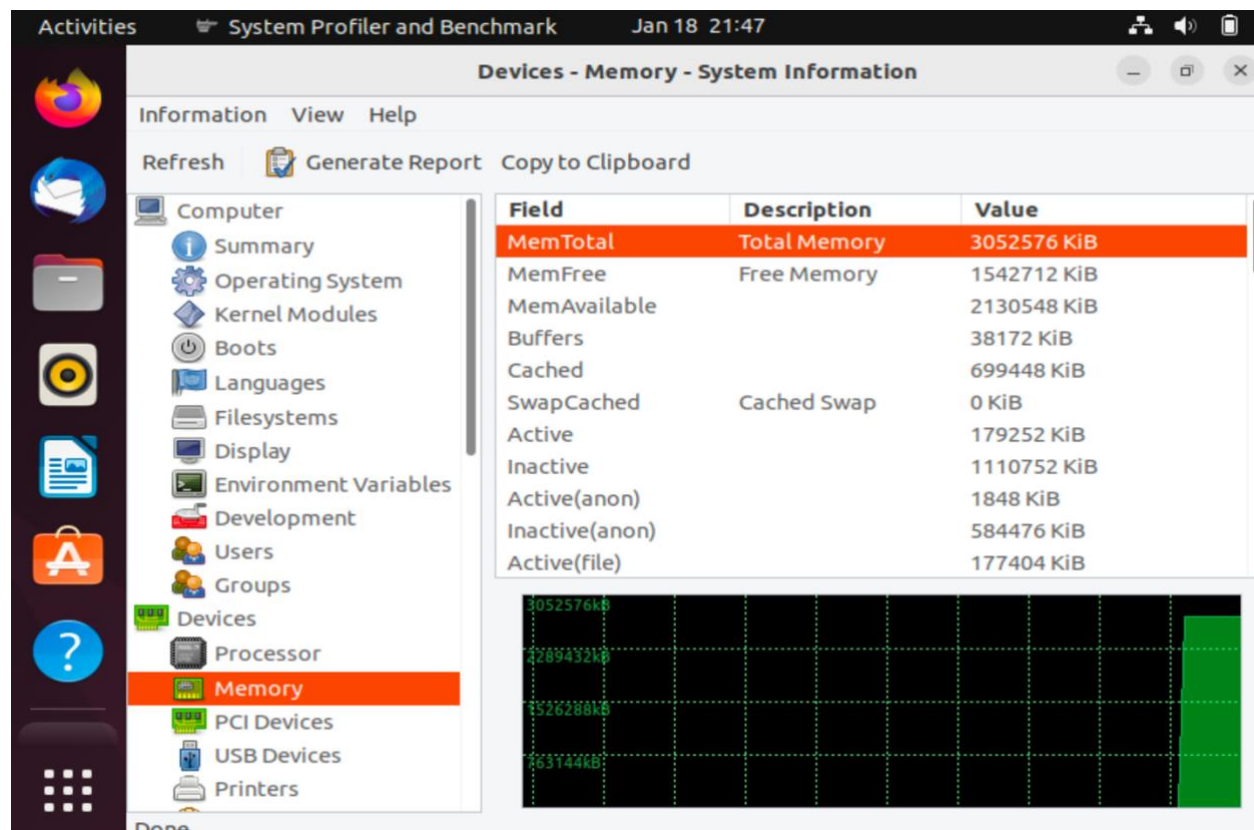 Activities System Profiler and Benchmark Jan 18 21:47
Devices - Memory - System Information
Information View Help
Refresh Generate Report Copy to Clipboard
Computer
Summary
Operating System
Kernel Modules
Boots
Languages
Filesystems
Display
Environment Variables
Development
Users
Groups
Devices
Processor
Memory
PCI Devices
USB Devices
Printers
Field Description Value
MemTotal Total Memory 3052576 KiB
MemFree Free Memory 1542712 KiB
MemAvailable 2130548 KiB
Buffers 38172 KiB
Cached 699448 KiB
SwapCached Cached Swap 0 KiB
Active 179252 KiB
Inactive 1110752 KiB
Active(anon) 1848 KiB
Inactive(anon) 584476 KiB
Active(file) 177404 KiB
3052576kB
2289432kB
1526288kB
763144kB
Done